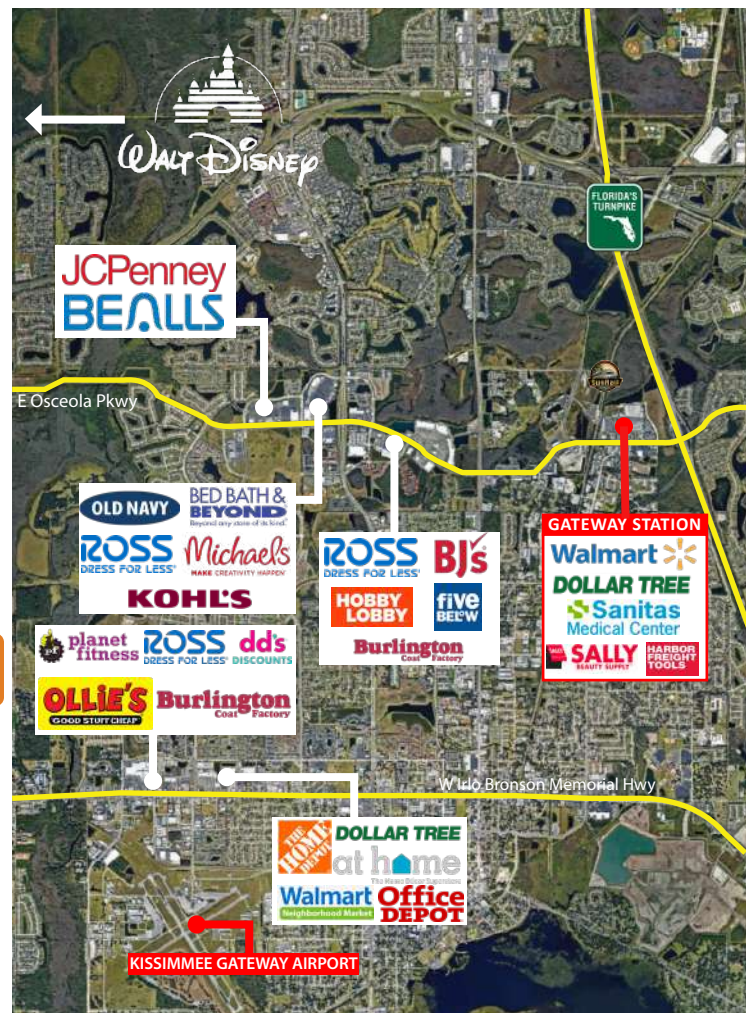 WALT DISNEY
FLORIDA'S
TURNPIKE
JCPenney
BEALLS
SunRail
E Osceola Pkwy
OLD NAVY
BED BATH &
BEYOND
Beyond any store of its kind.
ROSS
DRESS FOR LESS
Michaels
MAKE CREATIVITY HAPPEN
KOHL'S
ROSS
DRESS FOR LESS
BJ's
HOBBY
LOBBY
five
BEL°W
Burlington
Coat Factory
GATEWAY STATION
Walmart
DOLLAR TREE
Sanitas
Medical Center
SALLY
BEAUTY SUPPLY
HARBOR
FREIGHT
TOOLS
planet
fitness
ROSS
DRESS FOR LESS
dd's
DISCOUNTS
OLLIE'S
GOOD STUFF CHEAP
Burlington
Coat Factory
W Irlo Bronson Memorial Hwy
THE
HOME
DEPOT
DOLLAR TREE
at home
The Home Décor Superstore
Walmart
Neighborhood Market
Office
DEPOT
KISSIMMEE GATEWAY AIRPORT